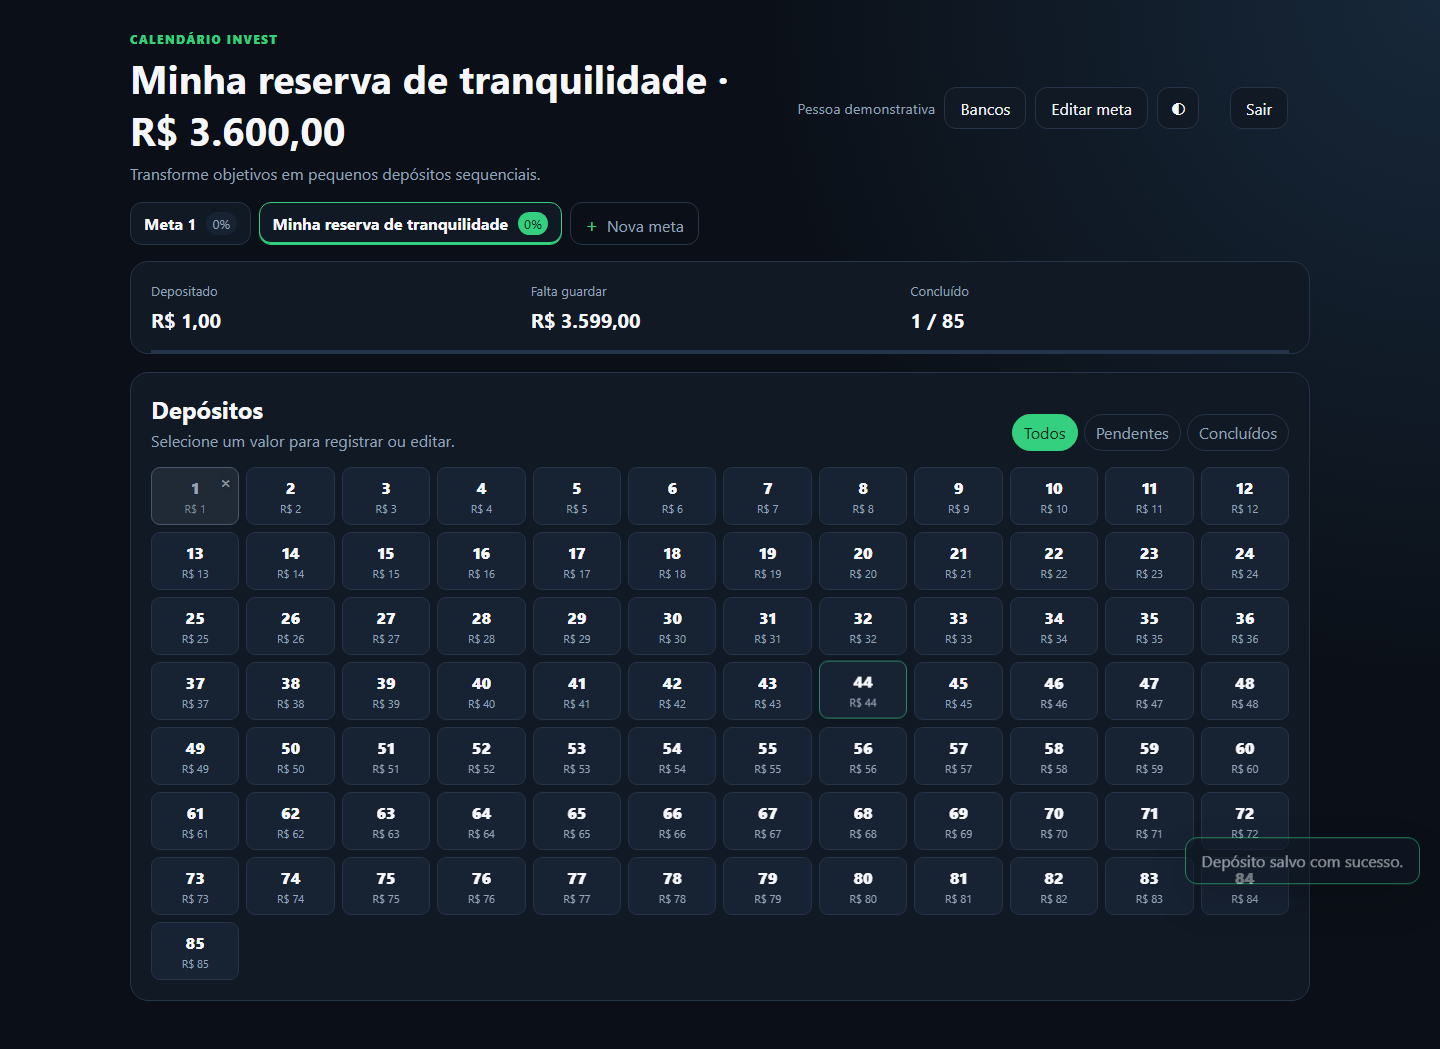 CALENDÁRIO INVEST
Minha reserva de tranquilidade ·
R$ 3.600,00
Pessoa demonstrativa Bancos Editar meta Sair
Transforme objetivos em pequenos depósitos sequenciais.
Meta 1 0% Minha reserva de tranquilidade 0% + Nova meta
Depositado Falta guardar Concluído
R$ 1,00 R$ 3.599,00 1 / 85
Depósitos
Selecione um valor para registrar ou editar.
Todos Pendentes Concluídos
1 × 2 3 4 5 6 7 8 9 10 11 12
R$ 1 R$ 2 R$ 3 R$ 4 R$ 5 R$ 6 R$ 7 R$ 8 R$ 9 R$ 10 R$ 11 R$ 12
13 14 15 16 17 18 19 20 21 22 23 24
R$ 13 R$ 14 R$ 15 R$ 16 R$ 17 R$ 18 R$ 19 R$ 20 R$ 21 R$ 22 R$ 23 R$ 24
25 26 27 28 29 30 31 32 33 34 35 36
R$ 25 R$ 26 R$ 27 R$ 28 R$ 29 R$ 30 R$ 31 R$ 32 R$ 33 R$ 34 R$ 35 R$ 36
37 38 39 40 41 42 43 44 45 46 47 48
R$ 37 R$ 38 R$ 39 R$ 40 R$ 41 R$ 42 R$ 43 R$ 44 R$ 45 R$ 46 R$ 47 R$ 48
49 50 51 52 53 54 55 56 57 58 59 60
R$ 49 R$ 50 R$ 51 R$ 52 R$ 53 R$ 54 R$ 55 R$ 56 R$ 57 R$ 58 R$ 59 R$ 60
61 62 63 64 65 66 67 68 69 70 71 72
R$ 61 R$ 62 R$ 63 R$ 64 R$ 65 R$ 66 R$ 67 R$ 68 R$ 69 R$ 70 R$ 71 R$ 72
Depósito salvo com sucesso.
73 74 75 76 77 78 79 80 81 82 83 84
R$ 73 R$ 74 R$ 75 R$ 76 R$ 77 R$ 78 R$ 79 R$ 80 R$ 81 R$ 82 R$ 83 R$ 84
85
R$ 85